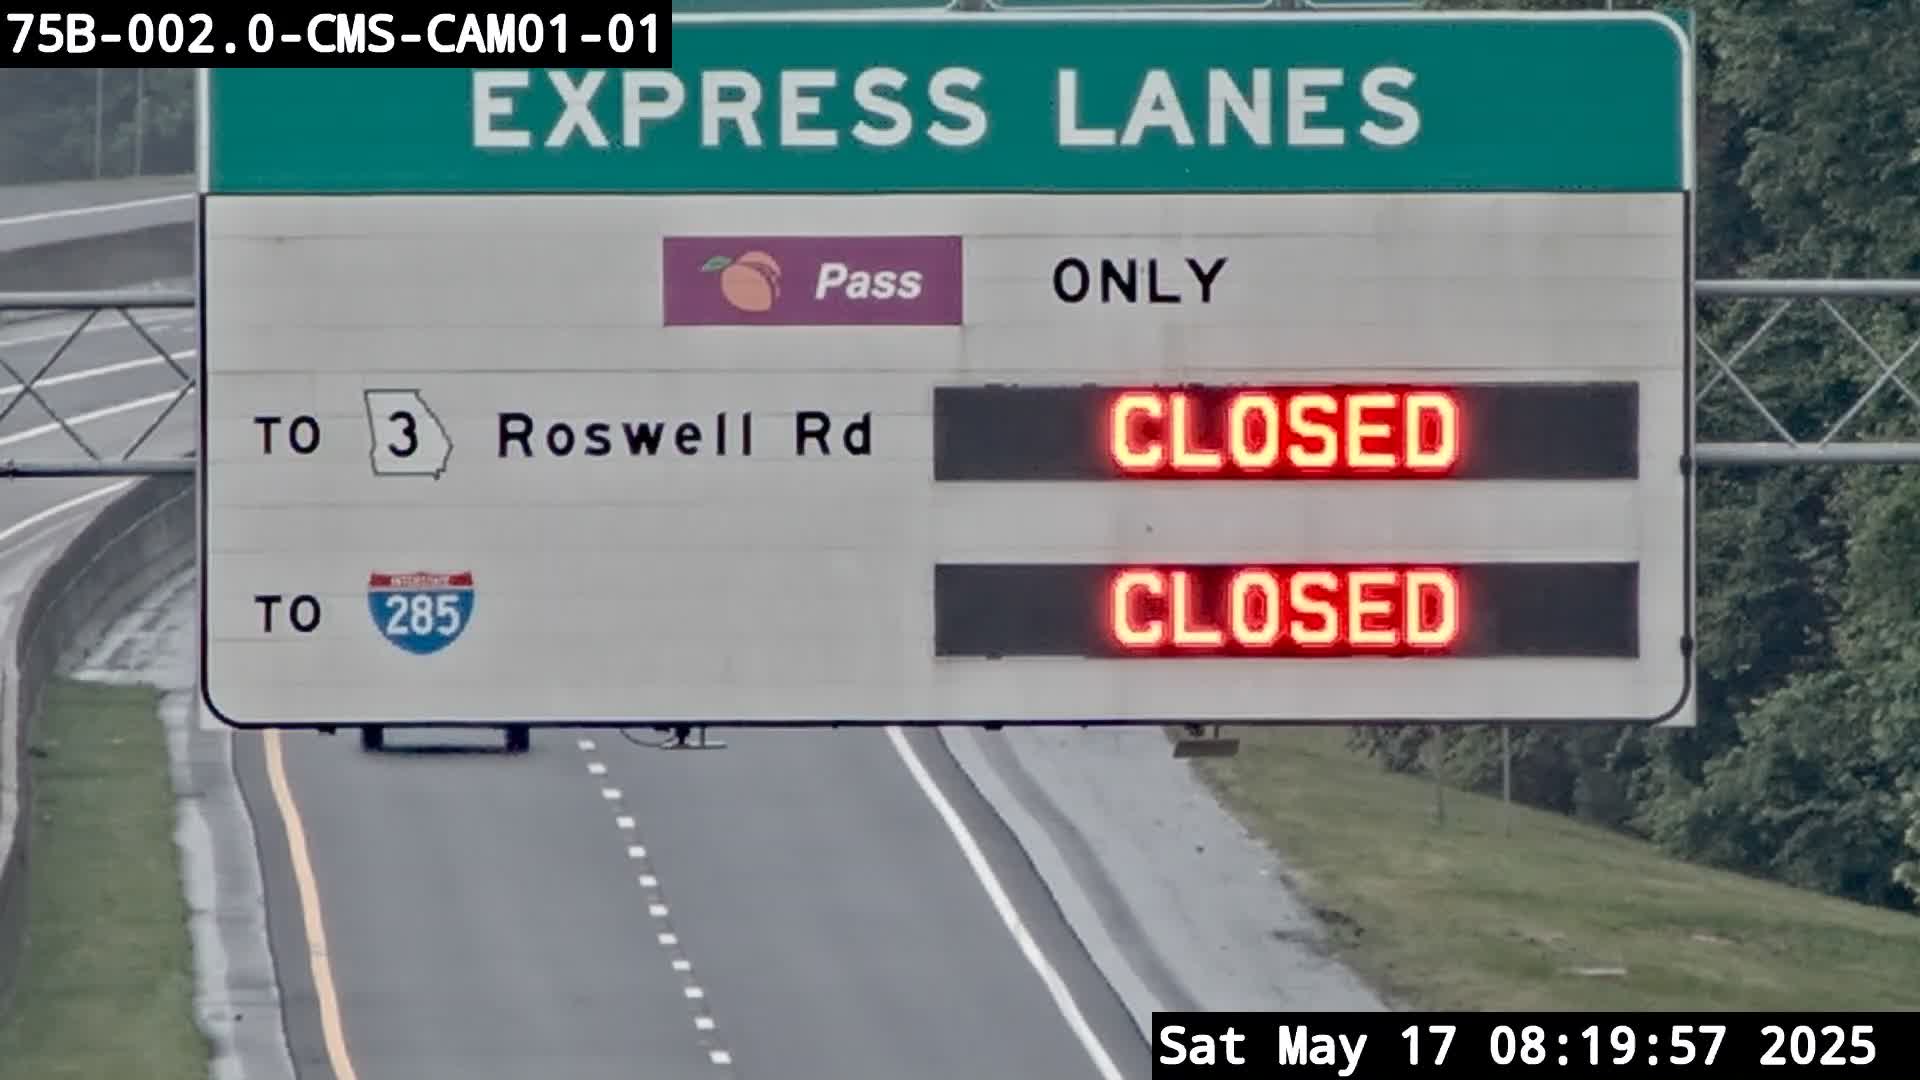 75B-002.0-CMS-CAM01-01
EXPRESS LANES
Pass ONLY
TO 3 Roswell Rd CLOSED
INTERSTATE
TO 285 CLOSED
Sat May 17 08:19:57 2025